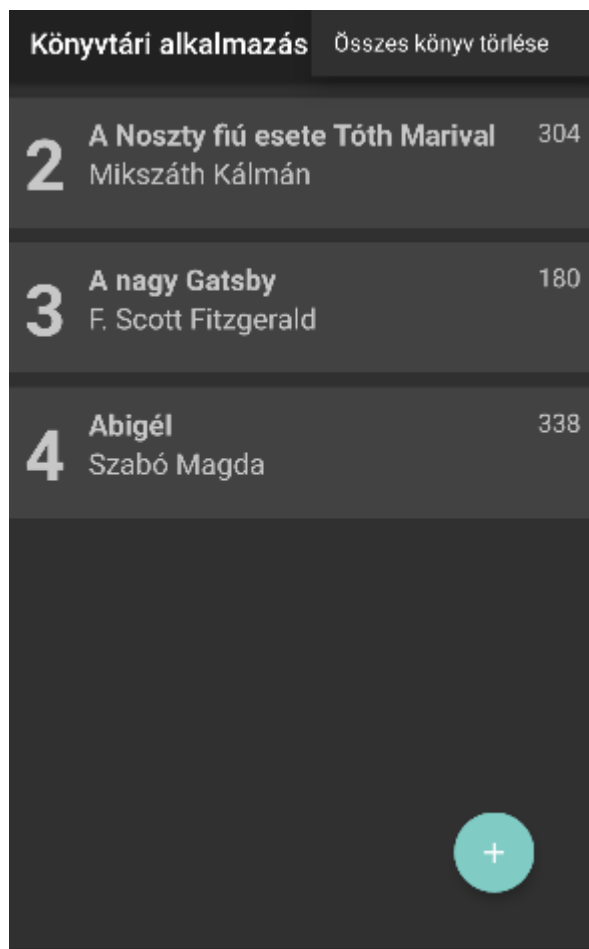 Könyvtári alkalmazás Összes könyv törlése
2
A Noszty fiú esete Tóth Marival 304
Mikszáth Kálmán
3
A nagy Gatsby 180
F. Scott Fitzgerald
4
Abigél 338
Szabó Magda
+